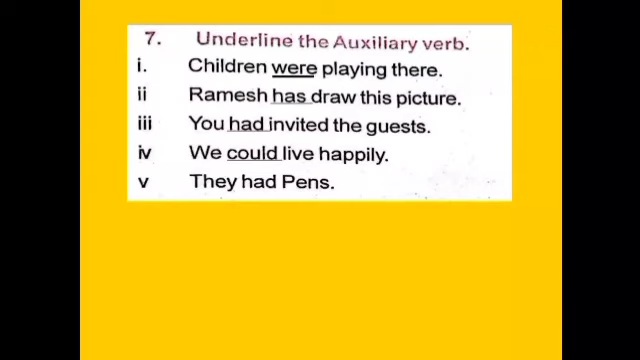 7. Underline the Auxiliary verb.
i. Children were playing there.
ii Ramesh has draw this picture.
iii You had invited the guests.
iv We could live happily.
v They had Pens.